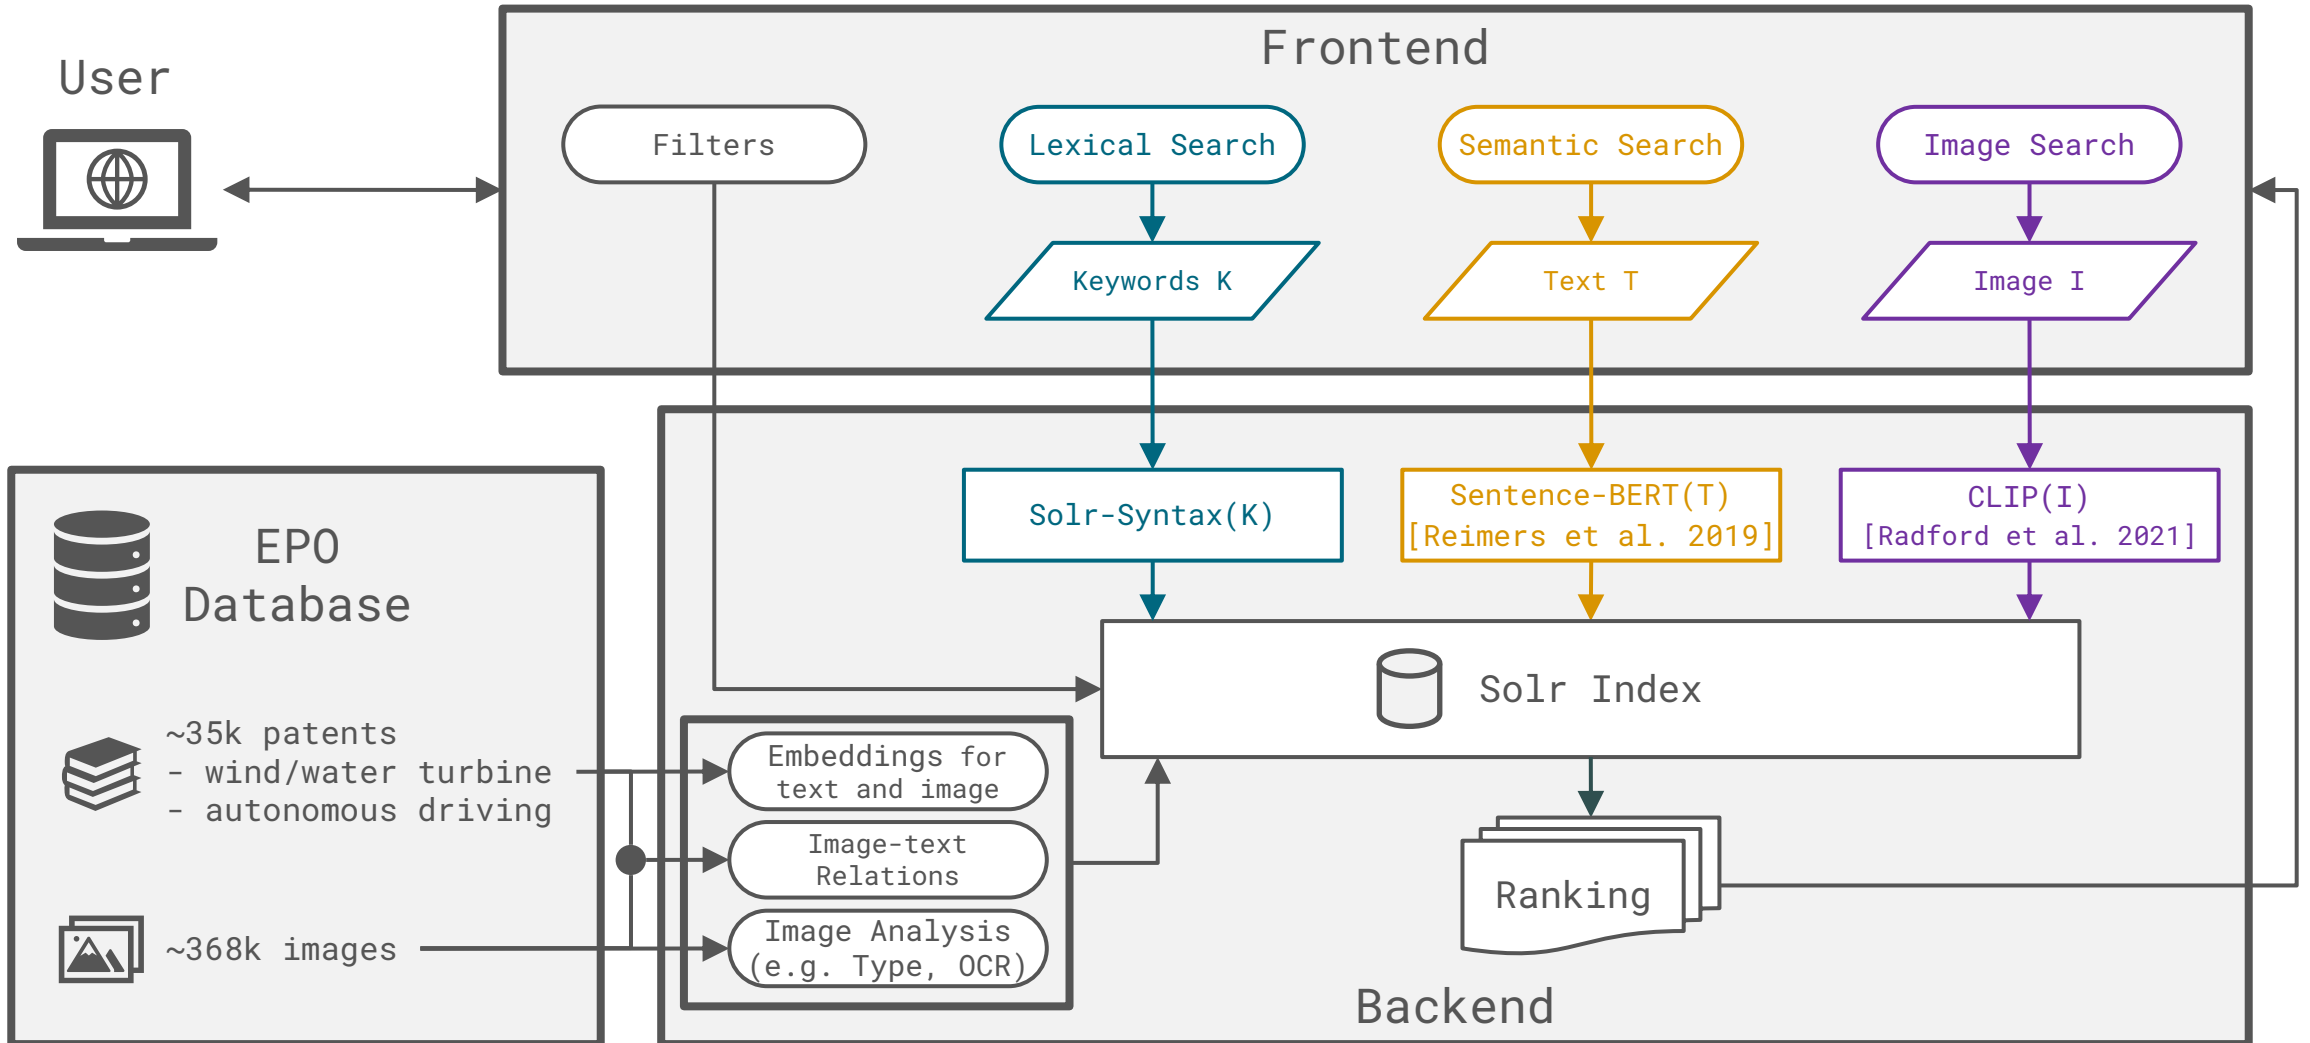 User
Frontend
Filters
Lexical Search
Semantic Search
Image Search
Keywords K
Text T
Image I
Solr-Syntax(K)
Sentence-BERT(T)
[Reimers et al. 2019]
CLIP(I)
[Radford et al. 2021]
EPO
Database
~35k patents
- wind/water turbine
- autonomous driving
~368k images
Solr Index
Embeddings for
text and image
Image-text
Relations
Image Analysis
(e.g. Type, OCR)
Ranking
Backend